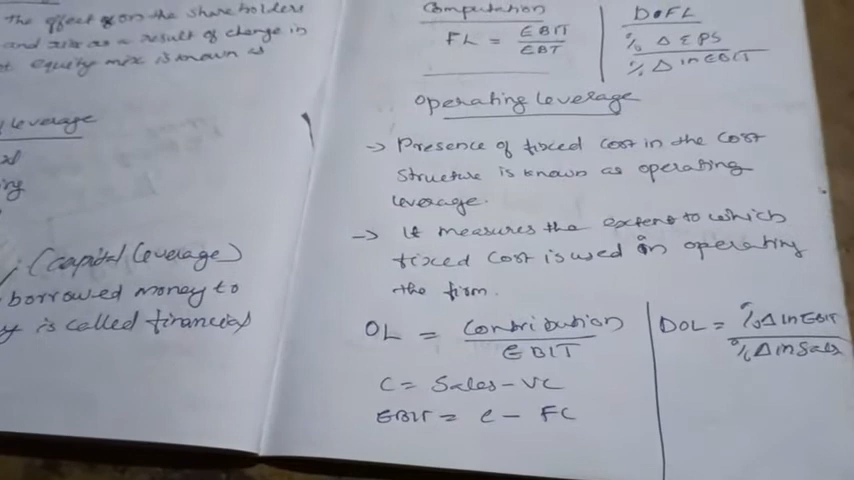 The effect of on the share holders
and risk as a result of change in
equity mix is known as
leverage
(Capital leverage)
borrowed money to
is called financial
Computation
FL = EBIT / EBT
DOFL
% Δ EPS / % Δ in EBIT
Operating leverage
→ Presence of fixed cost in the cost
structure is known as operating
leverage.
→ It measures the extent to which
fixed cost is used in operating
the firm.
OL = Contribution / EBIT
DOL = % Δ in EBIT / % Δ in Sales
C = Sales - VC
EBIT = C - FC